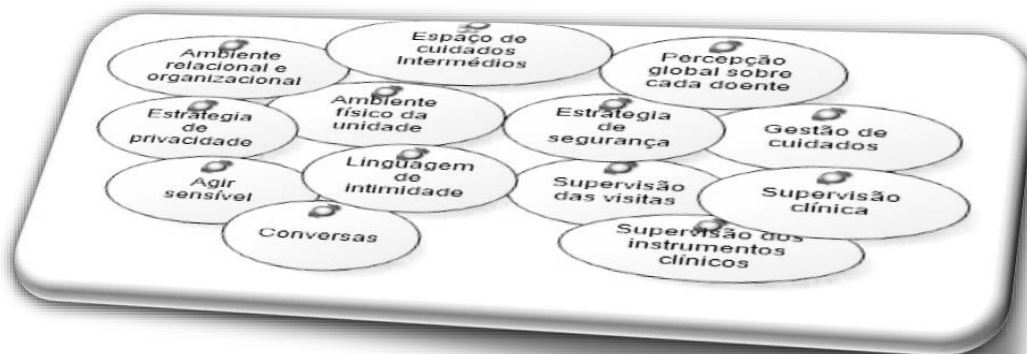 Ambiente
relacional e
organizacional
Espaço de
cuidados
Intermédios
Percepção
global sobre
cada doente
Estratégia
de
privacidade
Ambiente
físico da
unidade
Estratégia
de
segurança
Gestão de
cuidados
Agir
sensível
Linguagem
de
intimidade
Supervisão
das visitas
Supervisão
clínica
Conversas
Supervisão dos
instrumentos
clínicos